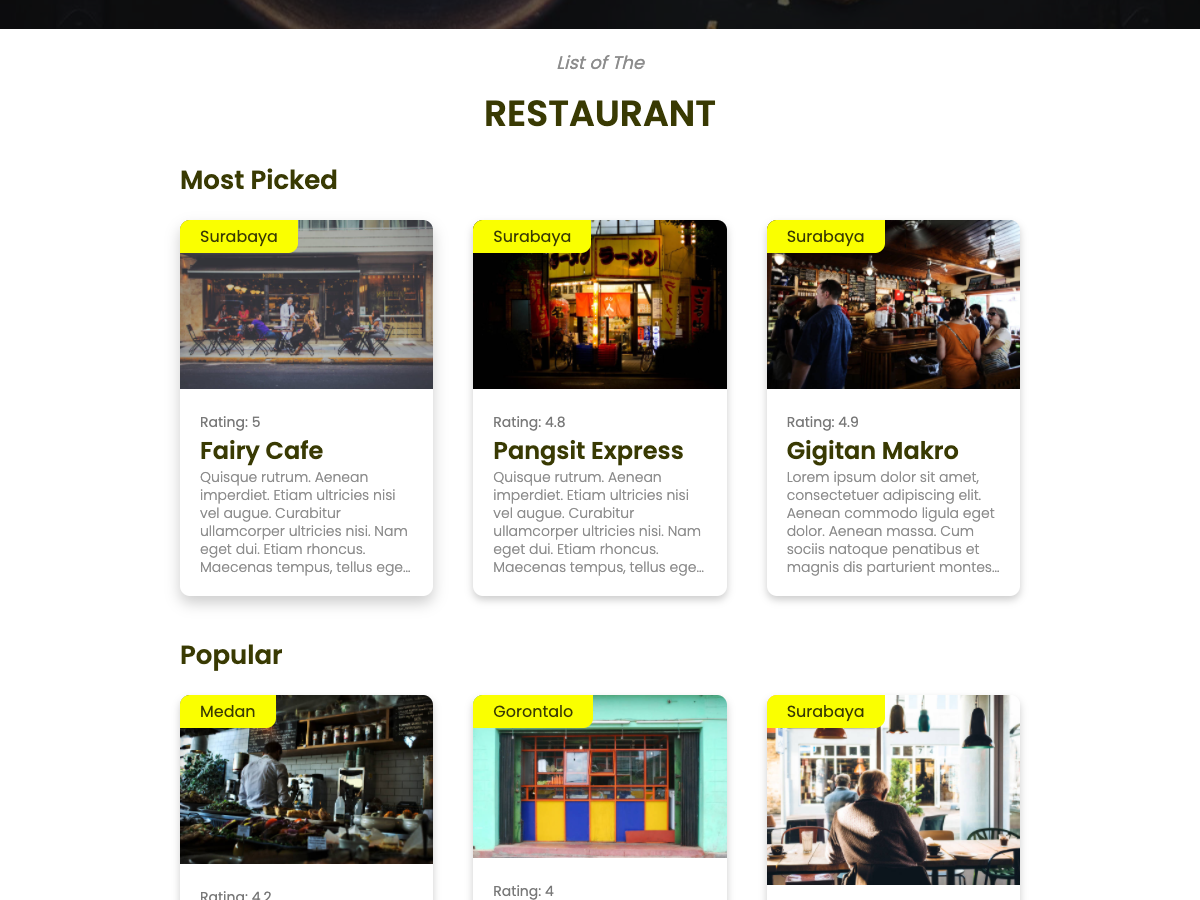 List of The
RESTAURANT
Most Picked
Surabaya
ラーメン
Rating: 5
Fairy Cafe
Quisque rutrum. Aenean
imperdiet. Etiam ultricies nisi
vel augue. Curabitur
ullamcorper ultricies nisi. Nam
eget dui. Etiam rhoncus.
Maecenas tempus, tellus ege...
Surabaya
Rating: 4.8
Pangsit Express
Quisque rutrum. Aenean
imperdiet. Etiam ultricies nisi
vel augue. Curabitur
ullamcorper ultricies nisi. Nam
eget dui. Etiam rhoncus.
Maecenas tempus, tellus ege...
Surabaya
Rating: 4.9
Gigitan Makro
Lorem ipsum dolor sit amet,
consectetuer adipiscing elit.
Aenean commodo ligula eget
dolor. Aenean massa. Cum
sociis natoque penatibus et
magnis dis parturient montes...
Popular
Medan
Rating: 4.2
Gorontalo
Rating: 4
Surabaya